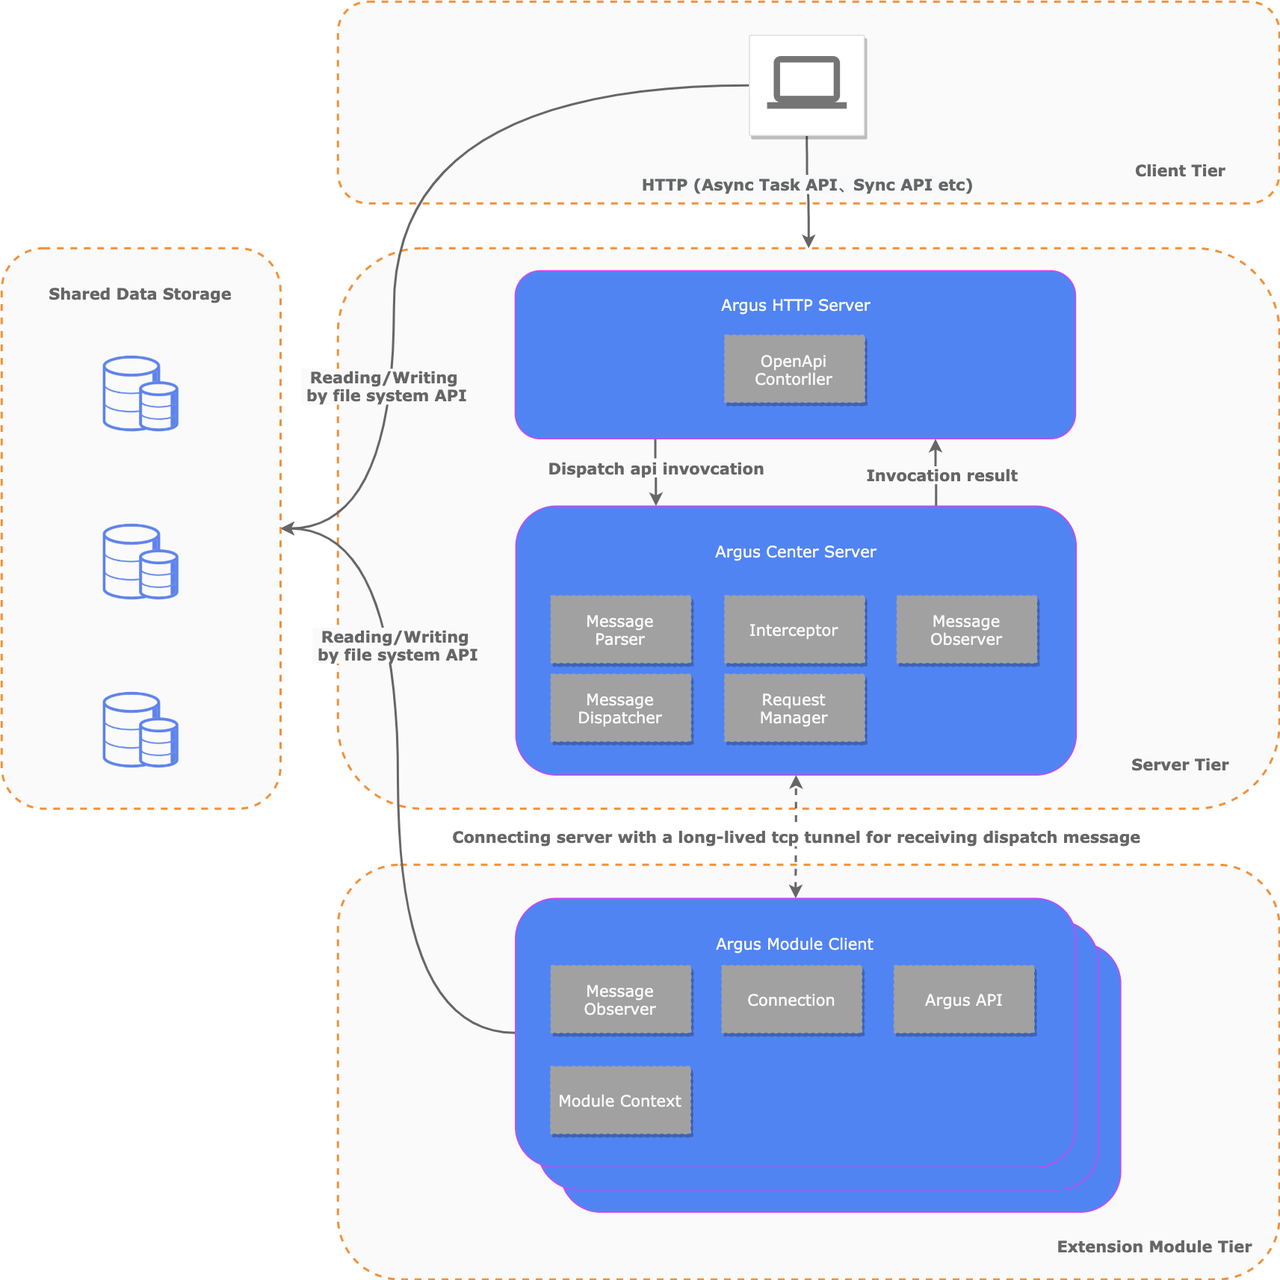 Client Tier
HTTP (Async Task API、Sync API etc)
Shared Data Storage
Reading/Writing
by file system API
Argus HTTP Server
OpenApi
Contorller
Dispatch api invovcation
Invocation result
Argus Center Server
Message
Parser
Interceptor
Message
Observer
Message
Dispatcher
Request
Manager
Reading/Writing
by file system API
Server Tier
Connecting server with a long-lived tcp tunnel for receiving dispatch message
Argus Module Client
Message
Observer
Connection
Argus API
Module Context
Extension Module Tier